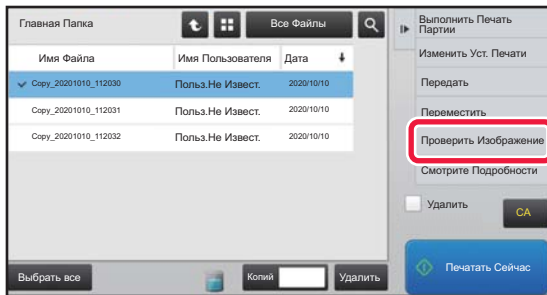 Главная Папка
Все Файлы
Имя Файла
Имя Пользователя
Дата
Copy_20201010_112030
Польз.Не Извест.
2020/10/10
Copy_20201010_112031
Польз.Не Извест.
2020/10/10
Copy_20201010_112032
Польз.Не Извест.
2020/10/10
Выбрать все
Копий
Удалить
Выполнить Печать
Партии
Изменить Уст. Печати
Передать
Переместить
Проверить Изображение
Смотрите Подробности
Удалить
CA
Печатать Сейчас